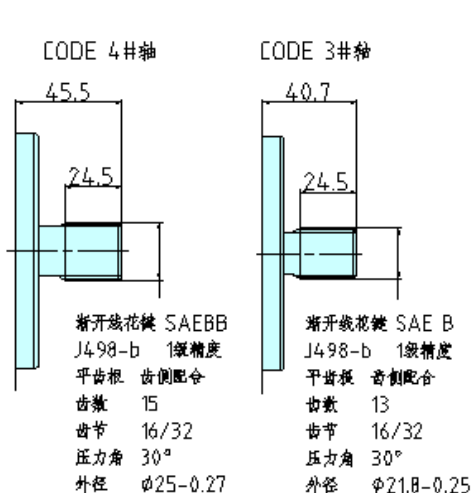 CODE 4#轴
45.5
24.5
渐开线花键 SAEBB
J498-b 1级精度
平齿根 齿侧配合
齿数 15
齿节 16/32
压力角 30°
外径 φ25-0.27
CODE 3#轴
40.7
24.5
渐开线花键 SAE B
J498-b 1级精度
平齿根 齿侧配合
齿数 13
齿节 16/32
压力角 30°
外径 φ21.8-0.25